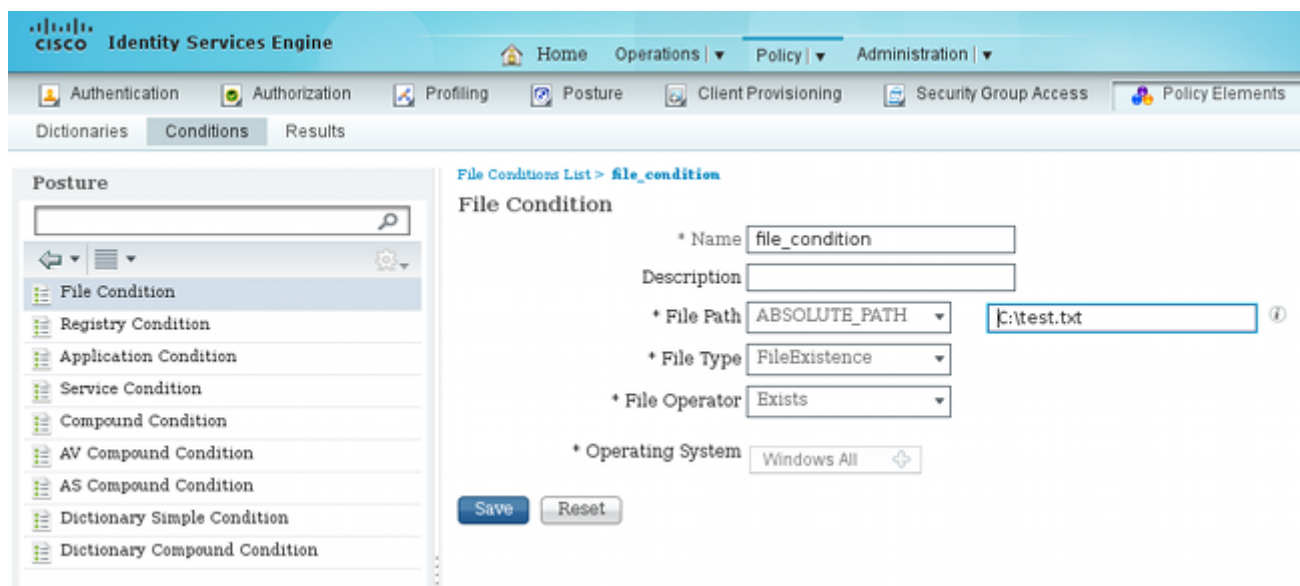 CISCO Identity Services Engine
Home Operations | ▼ Policy | ▼ Administration | ▼
Authentication Authorization Profiling Posture Client Provisioning Security Group Access Policy Elements
Dictionaries Conditions Results
Posture
File Condition
Registry Condition
Application Condition
Service Condition
Compound Condition
AV Compound Condition
AS Compound Condition
Dictionary Simple Condition
Dictionary Compound Condition
File Conditions List > file_condition
File Condition
* Name file_condition
Description
* File Path ABSOLUTE_PATH C:\test.txt
* File Type FileExistence
* File Operator Exists
* Operating System Windows All
Save Reset